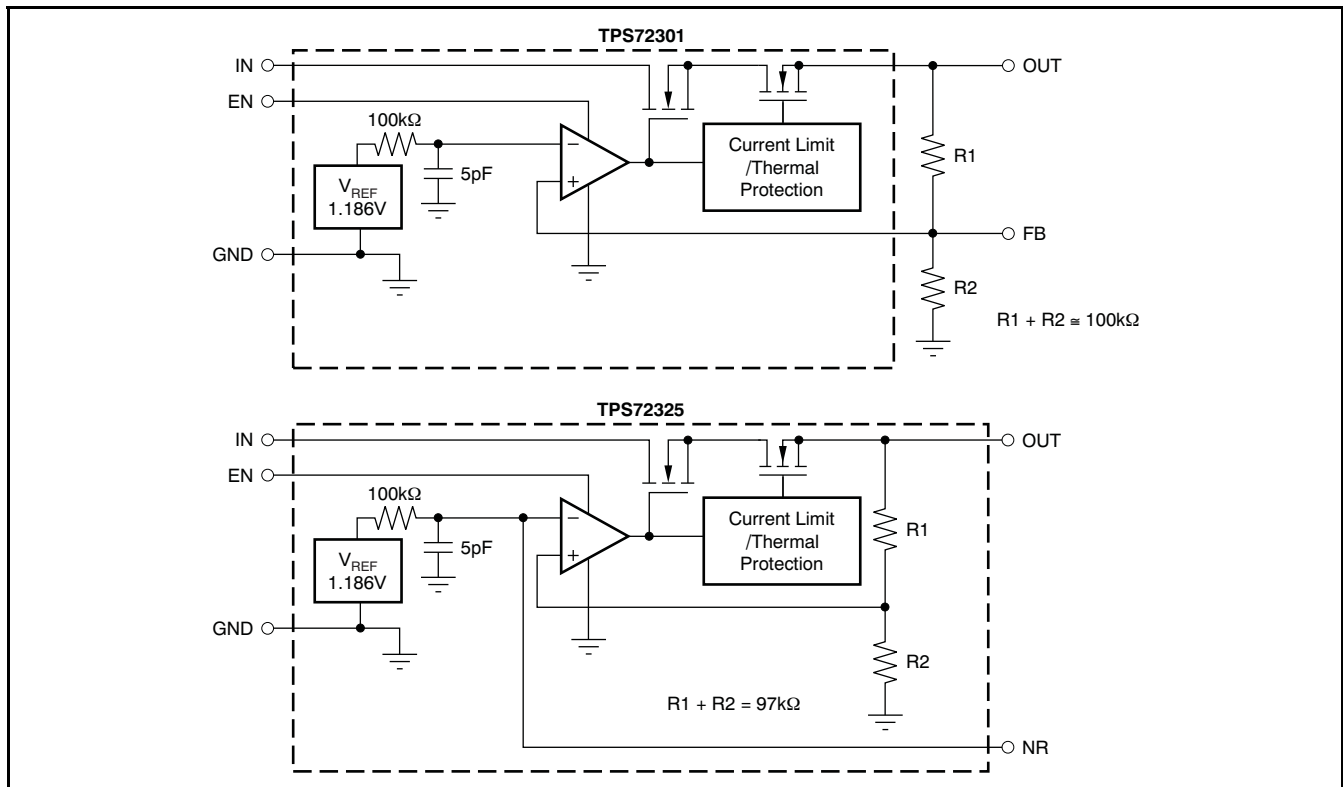 TPS72301
IN
OUT
EN
100kΩ
−
5pF
+
V_REF
1.186V
Current Limit
/Thermal
Protection
R1
GND
FB
R2
R1 + R2 ≅ 100kΩ
TPS72325
IN
OUT
EN
100kΩ
−
5pF
+
V_REF
1.186V
Current Limit
/Thermal
Protection
R1
GND
R2
R1 + R2 = 97kΩ
NR